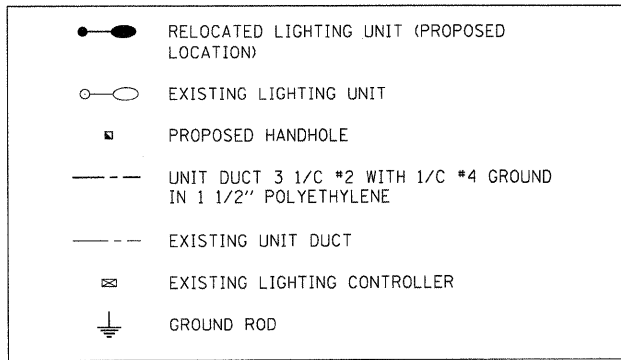 RELOCATED LIGHTING UNIT (PROPOSED
LOCATION)
EXISTING LIGHTING UNIT
PROPOSED HANDHOLE
UNIT DUCT 3 1/C #2 WITH 1/C #4 GROUND
IN 1 1/2" POLYETHYLENE
EXISTING UNIT DUCT
EXISTING LIGHTING CONTROLLER
GROUND ROD